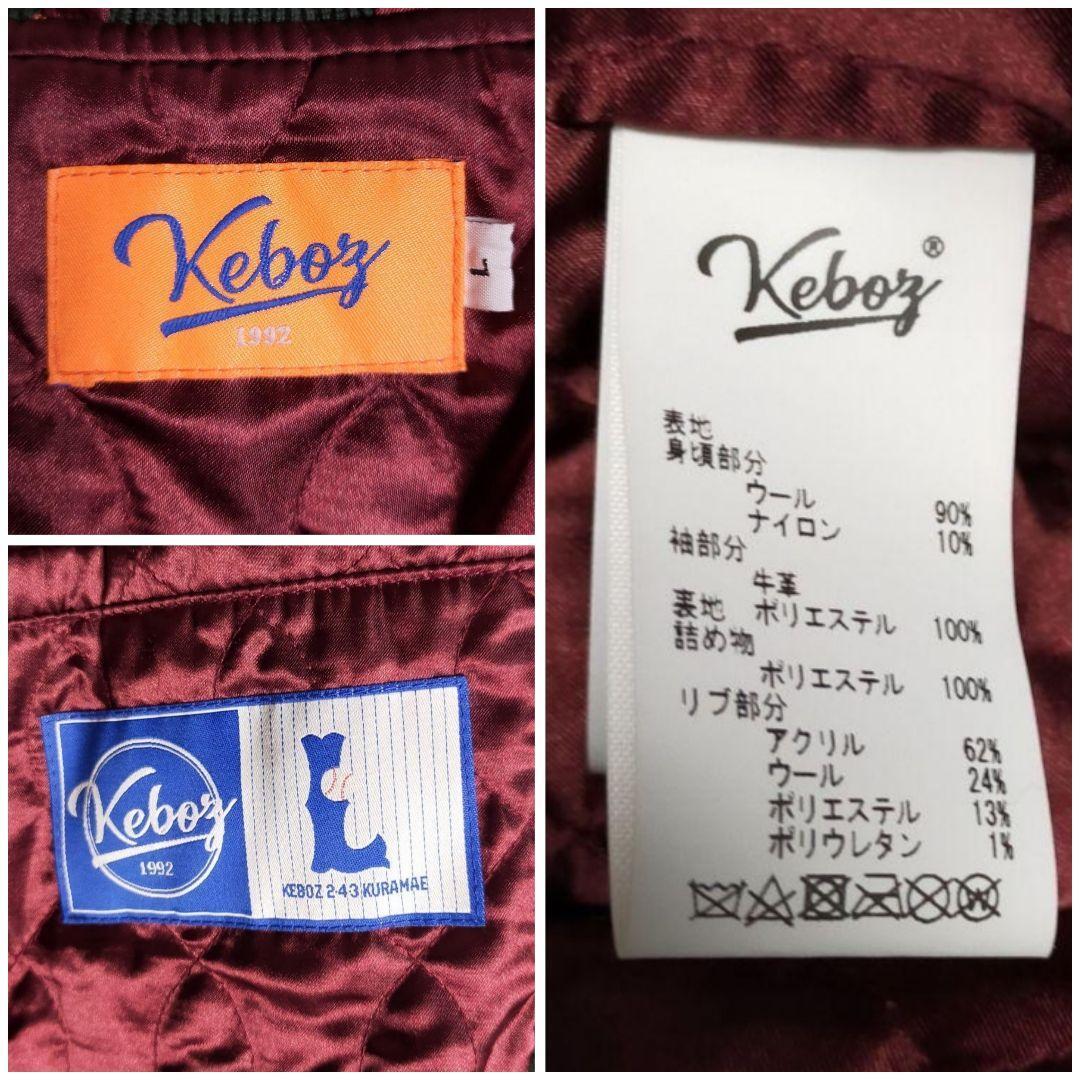 Keboz
1992
L
Keboz
1992
L
KEBOZ 2-43 KURAMAE
Keboz®
表地
身頃部分
ウール 90%
ナイロン 10%
袖部分
牛革
表地 ポリエステル 100%
詰め物
ポリエステル 100%
リブ部分
アクリル 62%
ウール 24%
ポリエステル 13%
ポリウレタン 1%
W